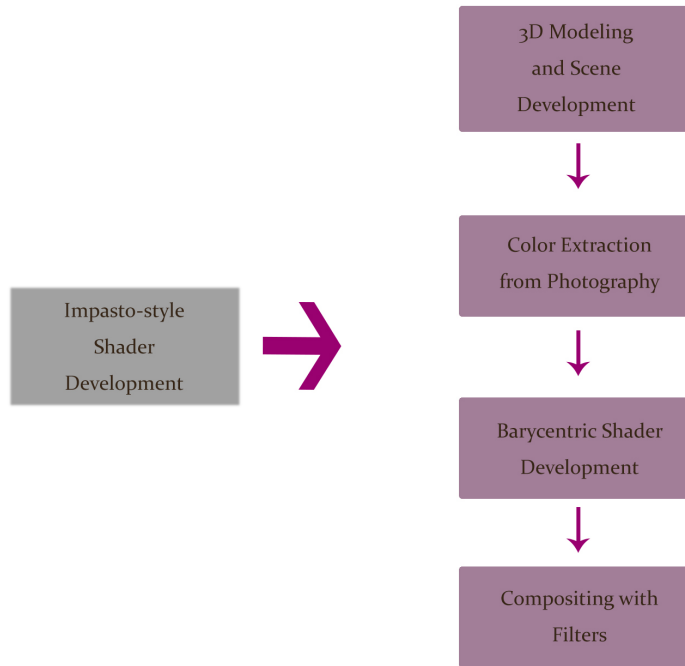 3D Modeling
and Scene
Development
Color Extraction
from Photography
Impasto-style
Shader
Development
Barycentric Shader
Development
Compositing with
Filters